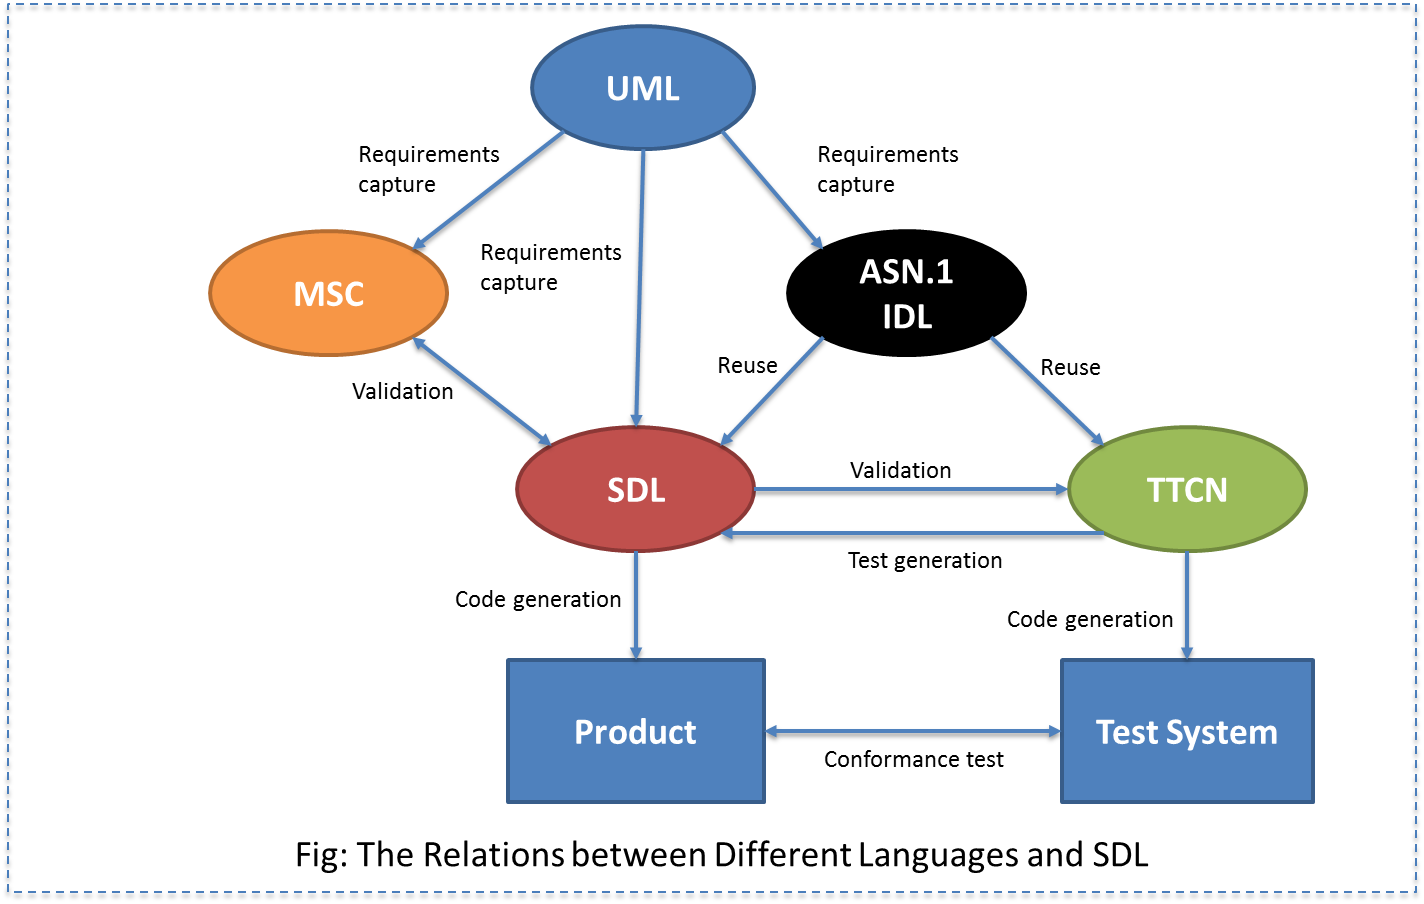 UML
Requirements
capture
Requirements
capture
Requirements
capture
MSC
ASN.1
IDL
Validation
Reuse
Reuse
SDL
Validation
TTCN
Test generation
Code generation
Code generation
Product
Conformance test
Test System
Fig: The Relations between Different Languages and SDL